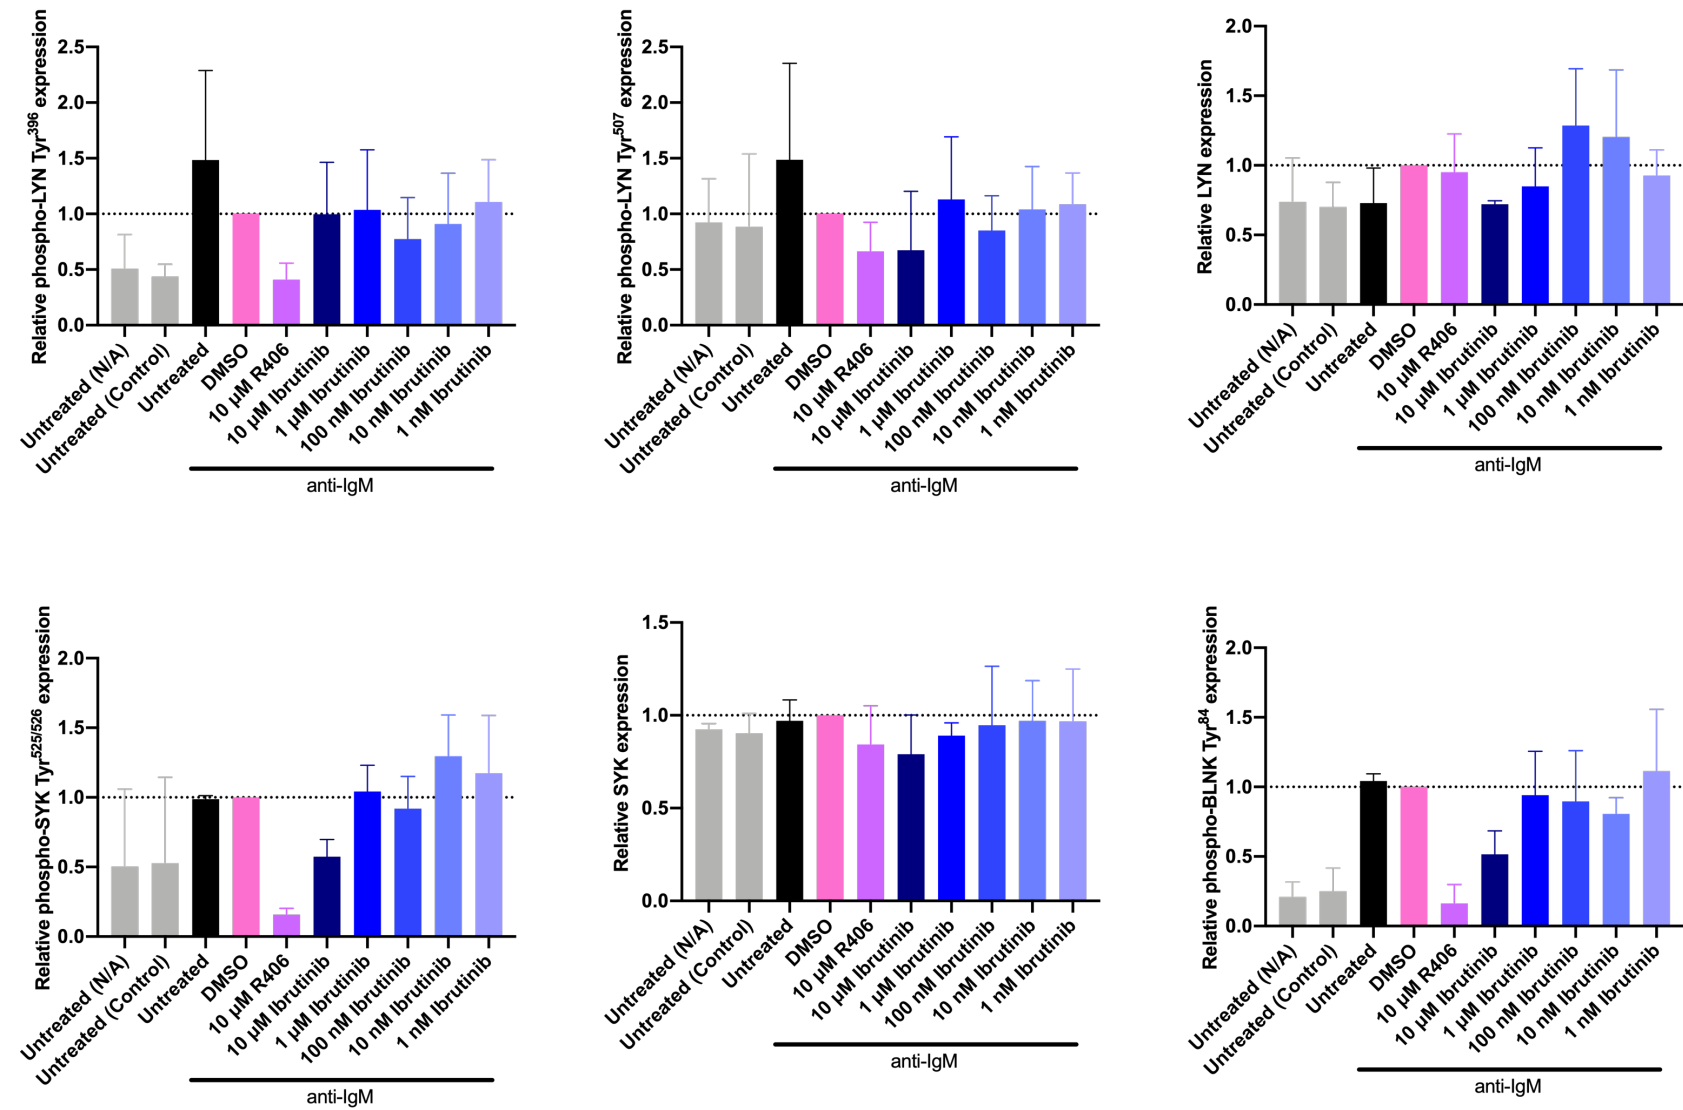 Relative phospho-LYN Tyr396 expression
2.5
2.0
1.5
1.0
0.5
0.0
Untreated (N/A)
Untreated (Control)
Untreated
DMSO
10 µM R406
10 µM Ibrutinib
1 µM Ibrutinib
100 nM Ibrutinib
10 nM Ibrutinib
1 nM Ibrutinib
anti-IgM
Relative phospho-LYN Tyr507 expression
2.5
2.0
1.5
1.0
0.5
0.0
Untreated (N/A)
Untreated (Control)
Untreated
DMSO
10 µM R406
10 µM Ibrutinib
1 µM Ibrutinib
100 nM Ibrutinib
10 nM Ibrutinib
1 nM Ibrutinib
anti-IgM
Relative LYN expression
2.0
1.5
1.0
0.5
0.0
Untreated (N/A)
Untreated (Control)
Untreated
DMSO
10 µM R406
10 µM Ibrutinib
1 µM Ibrutinib
100 nM Ibrutinib
10 nM Ibrutinib
1 nM Ibrutinib
anti-IgM
Relative phospho-SYK Tyr525/526 expression
2.0
1.5
1.0
0.5
0.0
Untreated (N/A)
Untreated (Control)
Untreated
DMSO
10 µM R406
10 µM Ibrutinib
1 µM Ibrutinib
100 nM Ibrutinib
10 nM Ibrutinib
1 nM Ibrutinib
anti-IgM
Relative SYK expression
1.5
1.0
0.5
0.0
Untreated (N/A)
Untreated (Control)
Untreated
DMSO
10 µM R406
10 µM Ibrutinib
1 µM Ibrutinib
100 nM Ibrutinib
10 nM Ibrutinib
1 nM Ibrutinib
anti-IgM
Relative phospho-BLNK Tyr84 expression
2.0
1.5
1.0
0.5
0.0
Untreated (N/A)
Untreated (Control)
Untreated
DMSO
10 µM R406
10 µM Ibrutinib
1 µM Ibrutinib
100 nM Ibrutinib
10 nM Ibrutinib
1 nM Ibrutinib
anti-IgM